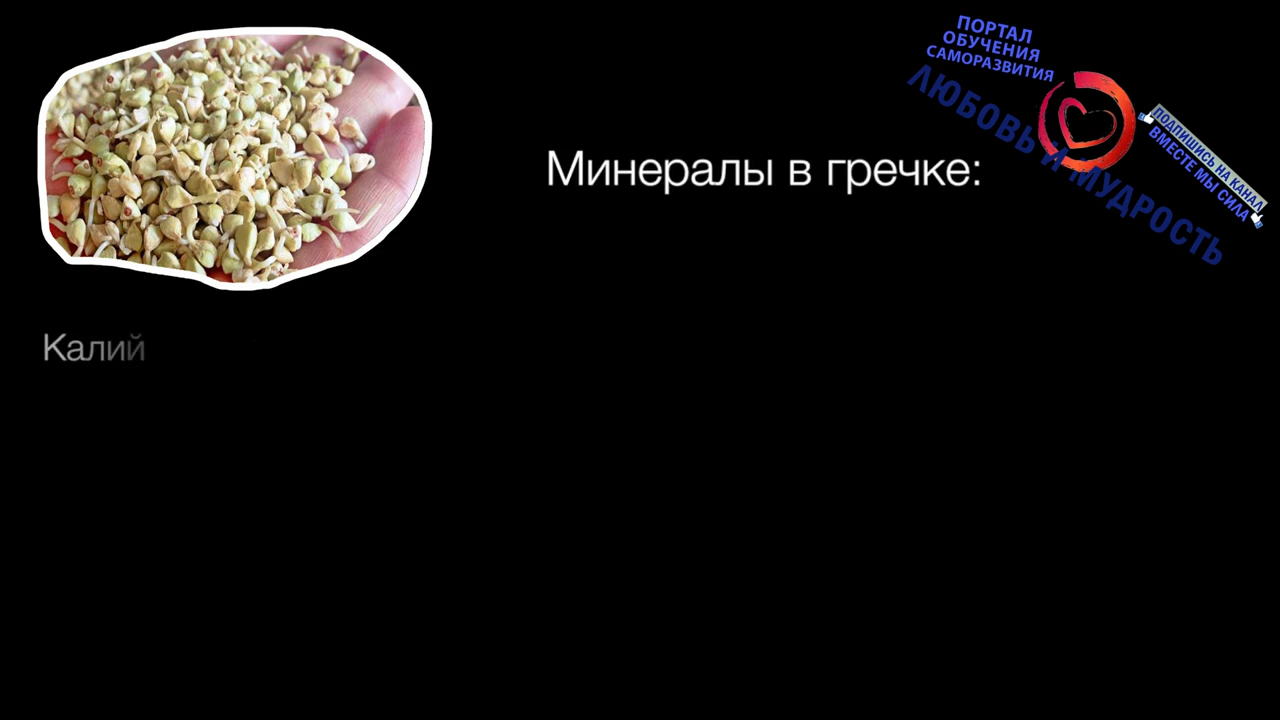 ПОРТАЛ
ОБУЧЕНИЯ
САМОРАЗВИТИЯ
ЛЮБОВЬ И МУДРОСТЬ
ПОДПИШИСЬ НА КАНАЛ
ВМЕСТЕ МЫ СИЛА
Минералы в гречке:
Калий